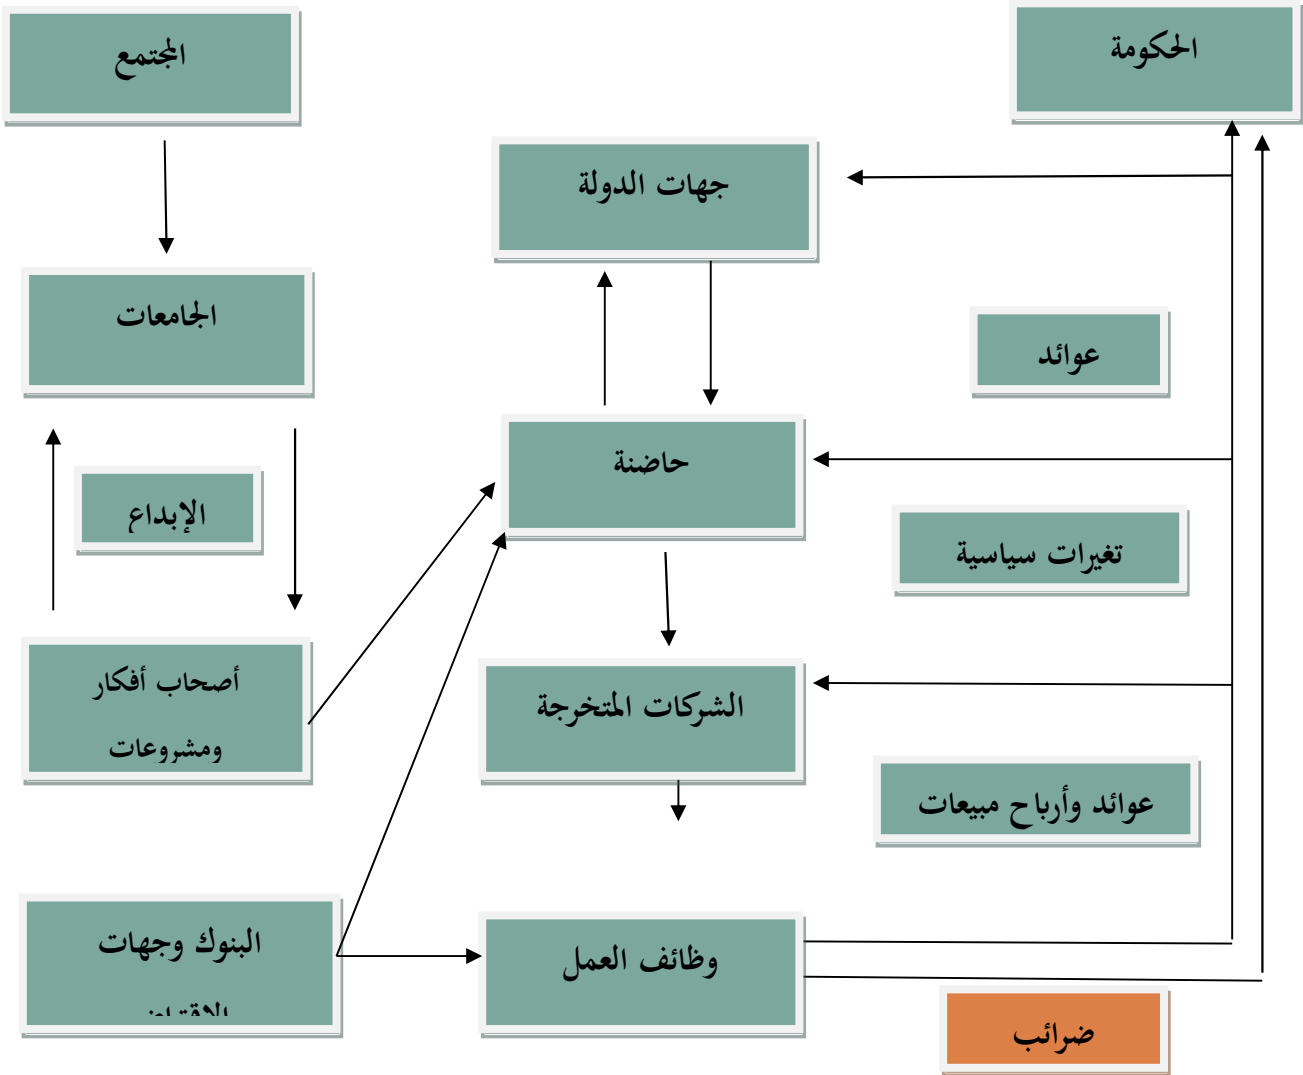 المجتمع
الحكومة
جهات الدولة
الجامعات
عوائد
حاضنة
الإبداع
تغيرات سياسية
أصحاب أفكار
ومشروعات
الشركات المتخرجة
عوائد وأرباح مبيعات
البنوك وجهات
وظائف العمل
ضرائب